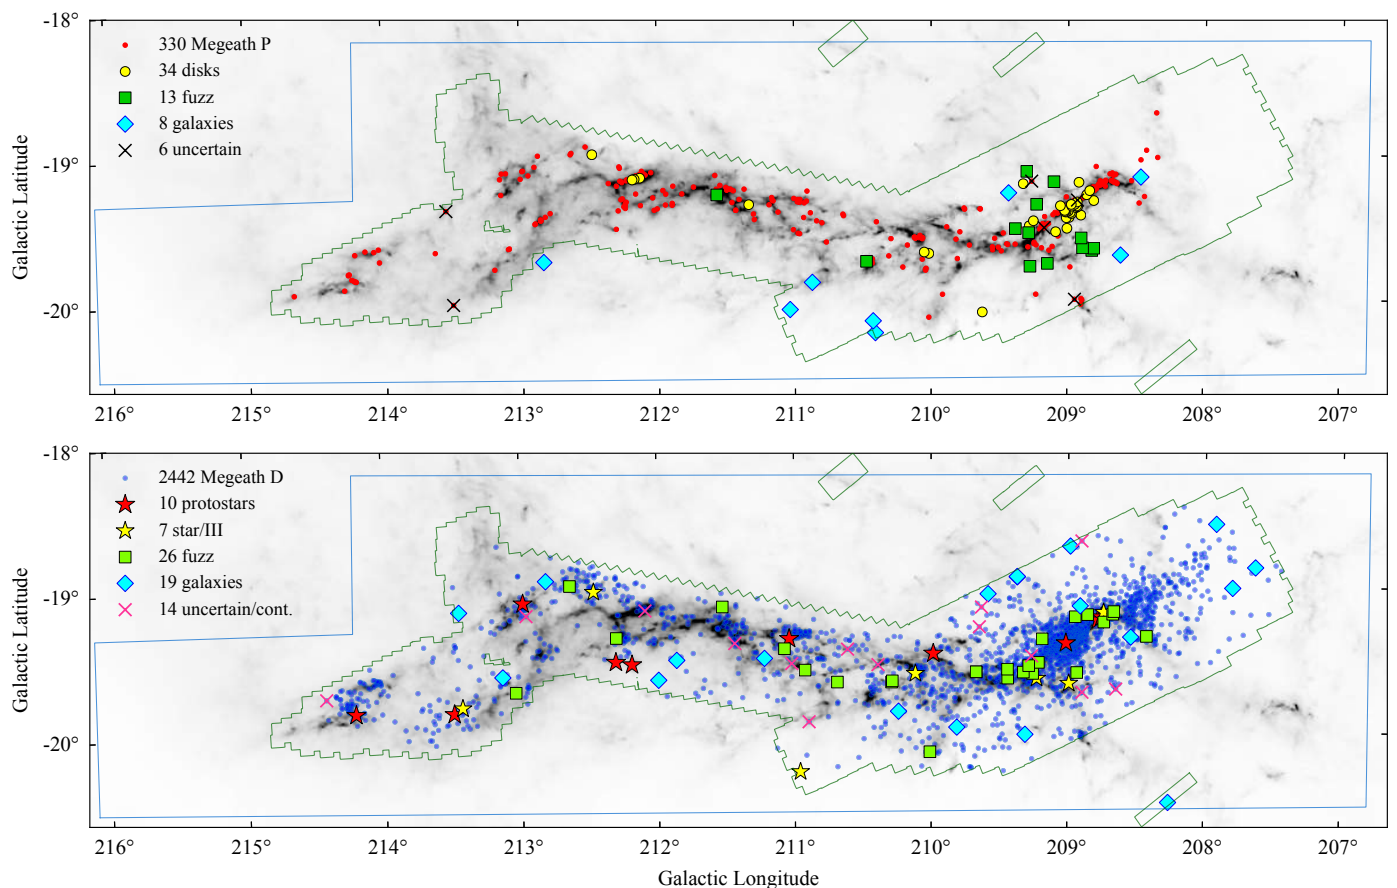 -18°
330 Megeath P
34 disks
13 fuzz
8 galaxies
6 uncertain
-19°
-20°
Galactic Latitude
216° 215° 214° 213° 212° 211° 210° 209° 208° 207°
-18°
2442 Megeath D
10 protostars
7 star/III
26 fuzz
19 galaxies
14 uncertain/cont.
-19°
-20°
Galactic Latitude
216° 215° 214° 213° 212° 211° 210° 209° 208° 207°
Galactic Longitude